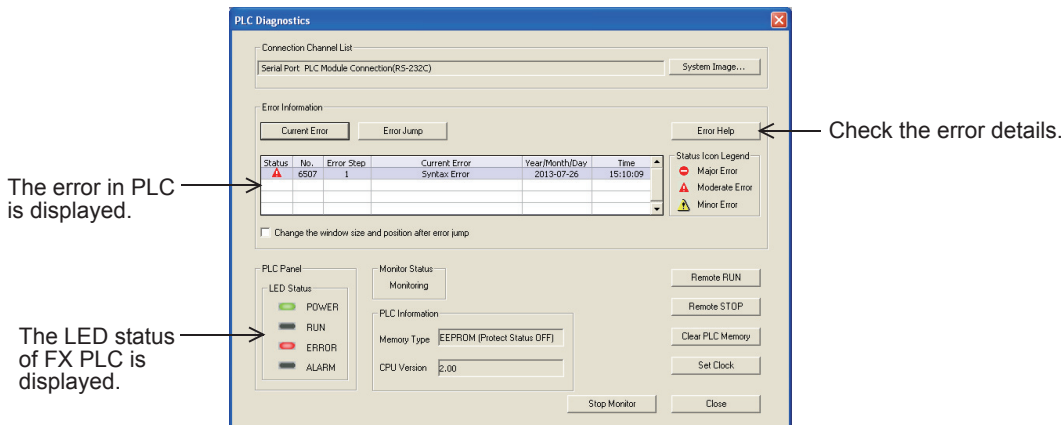 PLC Diagnostics
Connection Channel List
Serial Port PLC Module Connection(RS-232C)
System Image...
Error Information
Current Error
Error Jump
Error Help
Check the error details.
Status No. Error Step Current Error Year/Month/Day Time
6507 1 Syntax Error 2013-07-26 15:10:09
Status Icon Legend
Major Error
Moderate Error
Minor Error
The error in PLC
is displayed.
Change the window size and position after error jump
PLC Panel
LED Status
POWER
RUN
ERROR
ALARM
The LED status
of FX PLC is
displayed.
Monitor Status
Monitoring
PLC Information
Memory Type EEPROM (Protect Status OFF)
CPU Version 2.00
Remote RUN
Remote STOP
Clear PLC Memory
Set Clock
Stop Monitor
Close